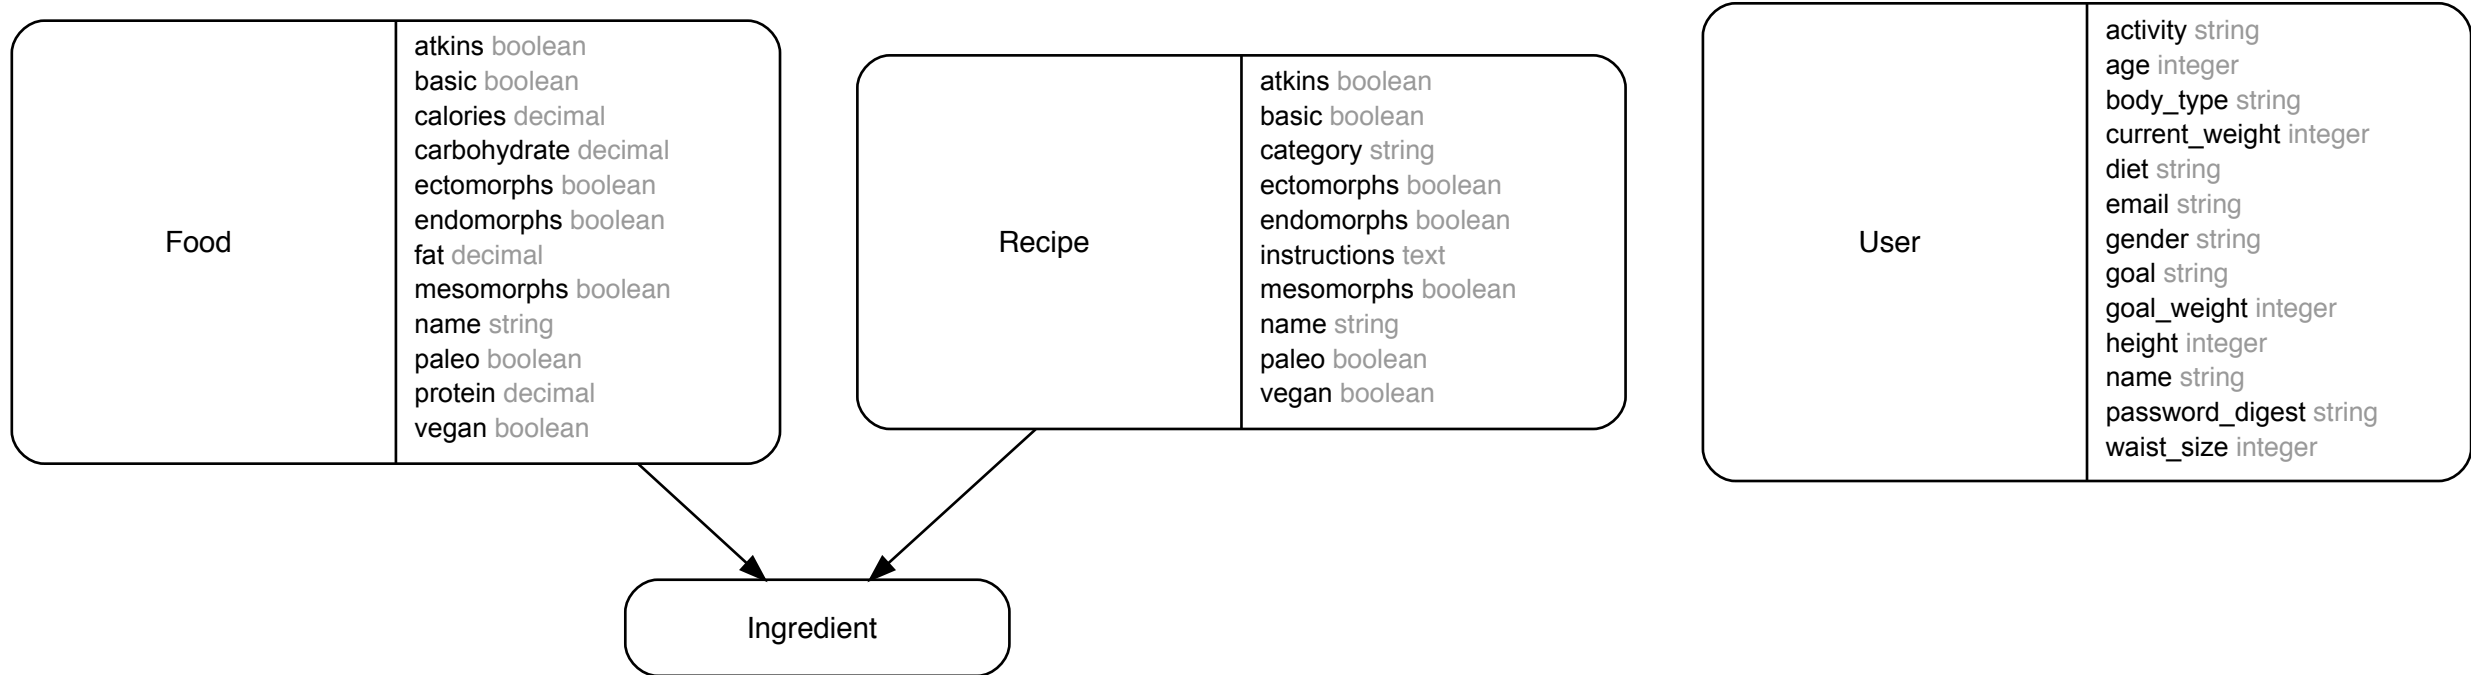 Food
atkins boolean
basic boolean
calories decimal
carbohydrate decimal
ectomorphs boolean
endomorphs boolean
fat decimal
mesomorphs boolean
name string
paleo boolean
protein decimal
vegan boolean
Recipe
atkins boolean
basic boolean
category string
ectomorphs boolean
endomorphs boolean
instructions text
mesomorphs boolean
name string
paleo boolean
vegan boolean
User
activity string
age integer
body_type string
current_weight integer
diet string
email string
gender string
goal string
goal_weight integer
height integer
name string
password_digest string
waist_size integer
Ingredient